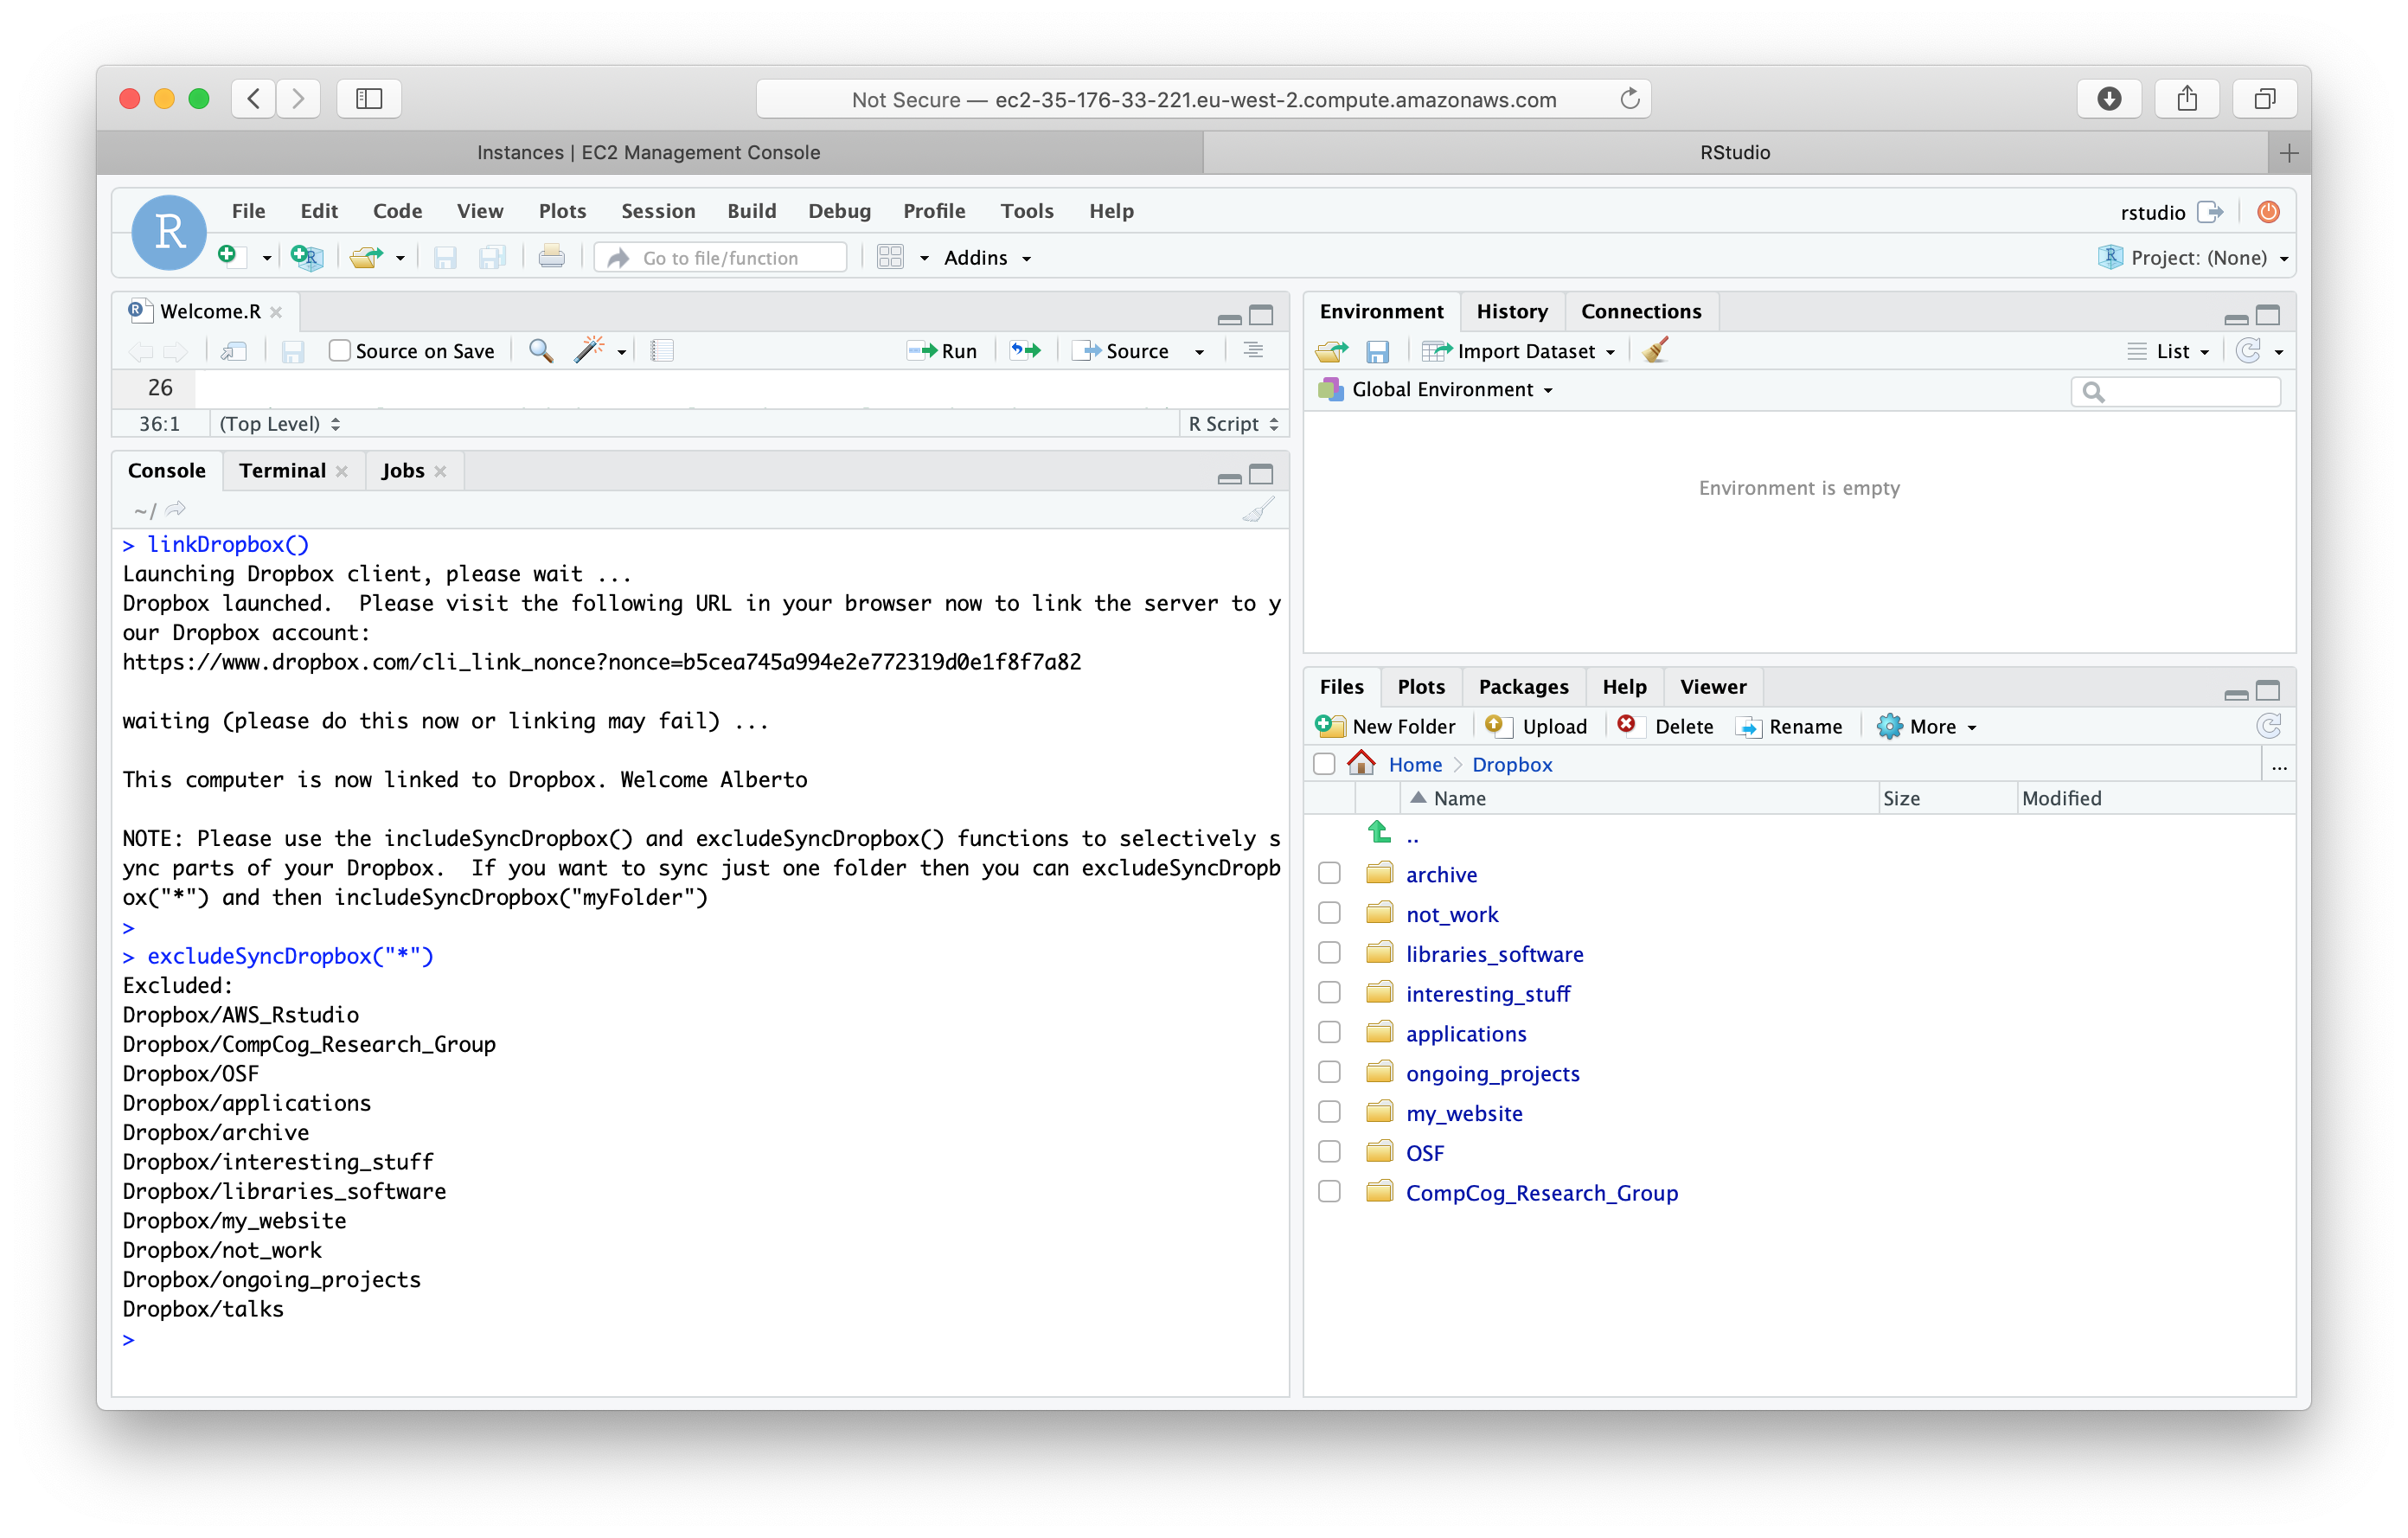 Not Secure — ec2-35-176-33-221.eu-west-2.compute.amazonaws.com
Instances | EC2 Management Console
RStudio
R
File Edit Code View Plots Session Build Debug Profile Tools Help
rstudio
Go to file/function
Addins
Project: (None)
Welcome.R
Source on Save
Run
Source
26
36:1
(Top Level)
R Script
Console
Terminal
Jobs
~/
> linkDropbox()
Launching Dropbox client, please wait ...
Dropbox launched.  Please visit the following URL in your browser now to link the server to y
our Dropbox account:
https://www.dropbox.com/cli_link_nonce?nonce=b5cea745a994e2e772319d0e1f8f7a82
waiting (please do this now or linking may fail) ...
This computer is now linked to Dropbox. Welcome Alberto
NOTE: Please use the includeSyncDropbox() and excludeSyncDropbox() functions to selectively s
ync parts of your Dropbox.  If you want to sync just one folder then you can excludeSyncDropb
ox("*") and then includeSyncDropbox("myFolder")
>
> excludeSyncDropbox("*")
Excluded:
Dropbox/AWS_Rstudio
Dropbox/CompCog_Research_Group
Dropbox/OSF
Dropbox/applications
Dropbox/archive
Dropbox/interesting_stuff
Dropbox/libraries_software
Dropbox/my_website
Dropbox/not_work
Dropbox/ongoing_projects
Dropbox/talks
>
Environment
History
Connections
Import Dataset
List
Global Environment
Environment is empty
Files
Plots
Packages
Help
Viewer
New Folder
Upload
Delete
Rename
More
Home > Dropbox
...
Name
Size
Modified
..
archive
not_work
libraries_software
interesting_stuff
applications
ongoing_projects
my_website
OSF
CompCog_Research_Group